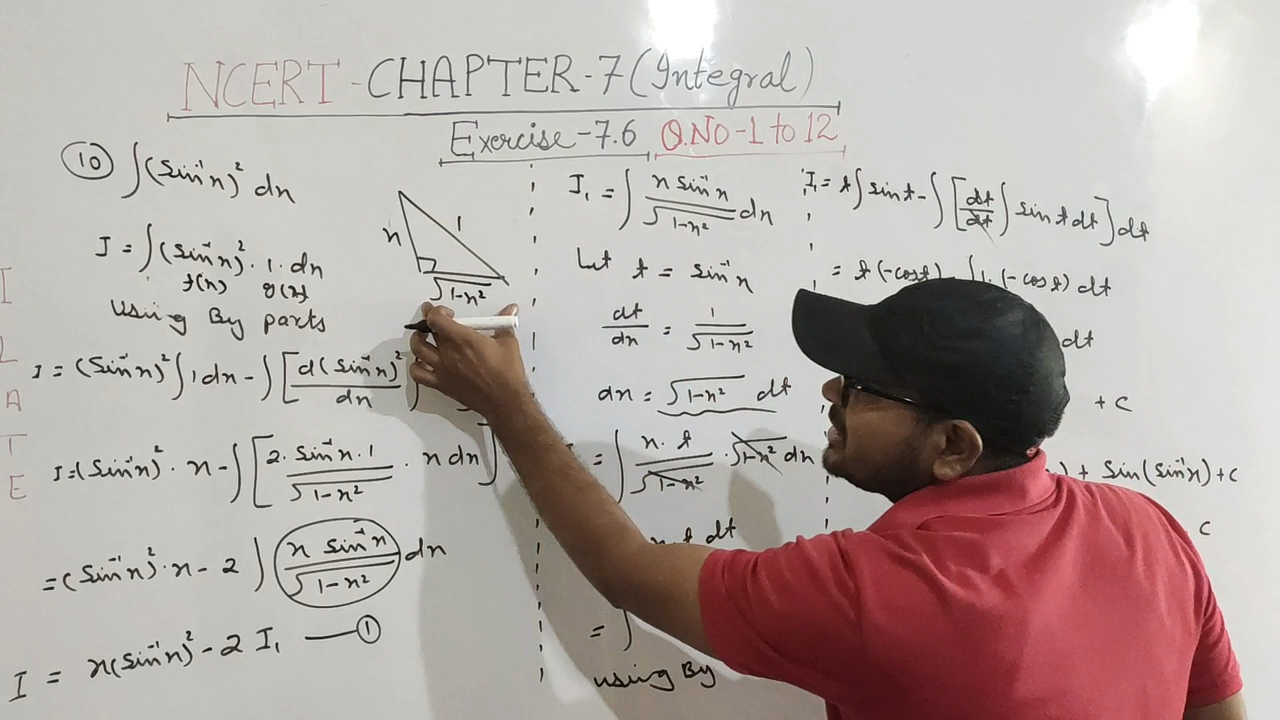 NCERT-CHAPTER-7(Integral)
Exercise-7.6 Q.NO-1 to 12
I
L
A
T
E
(10) ∫(sin⁻¹x)² dx
I = ∫(sin⁻¹x)² · 1 · dx
f(x) g(x)
Using By parts
I = (sin⁻¹x)² ∫1dx - ∫[d(sin⁻¹x)²/dx
I = (sin⁻¹x)² · x - ∫[2 · sin⁻¹x · 1/√1-x² · x dx]
= (sin⁻¹x)² · x - 2 ∫ x sin⁻¹x/√1-x² dx
I = x(sin⁻¹x)² - 2 I₁ —(1)
x
1
√1-x²
I₁ = ∫ x sin⁻¹x/√1-x² dx
Let t = sin⁻¹x
dt/dx = 1/√1-x²
dx = √1-x² dt
= ∫ x · t/√1-x² · √1-x² dx
dt
= ∫
using By
I₁ = t∫sint - ∫[dt/dt ∫sint dt]dt
= t(-cost) - ∫1·(-cost) dt
dt
+ c
+ sin(sin⁻¹x) + c
c